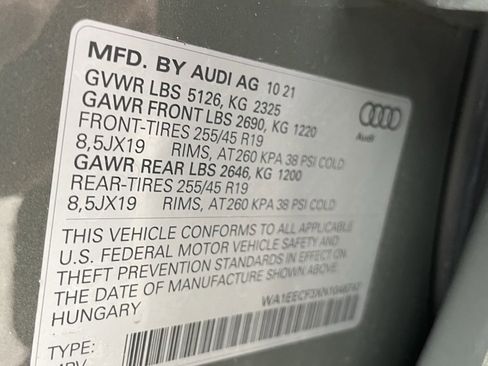 MFD. BY AUDI AG 10 21
GVWR LBS 5126, KG 2325
GAWR FRONT LBS 2690, KG 1220
FRONT-TIRES 255/45 R19
8,5JX19 RIMS, AT260 KPA 38 PSI COLD
GAWR REAR LBS 2646, KG 1200
REAR-TIRES 255/45 R19
8,5JX19 RIMS, AT260 KPA 38 PSI COLD
Audi
THIS VEHICLE CONFORMS TO ALL APPLICABLE
U.S. FEDERAL MOTOR VEHICLE SAFETY AND
THEFT PREVENTION STANDARDS IN EFFECT ON
THE DATE OF MANUFACTURE SHOWN ABOVE.
HUNGARY
TYPE: